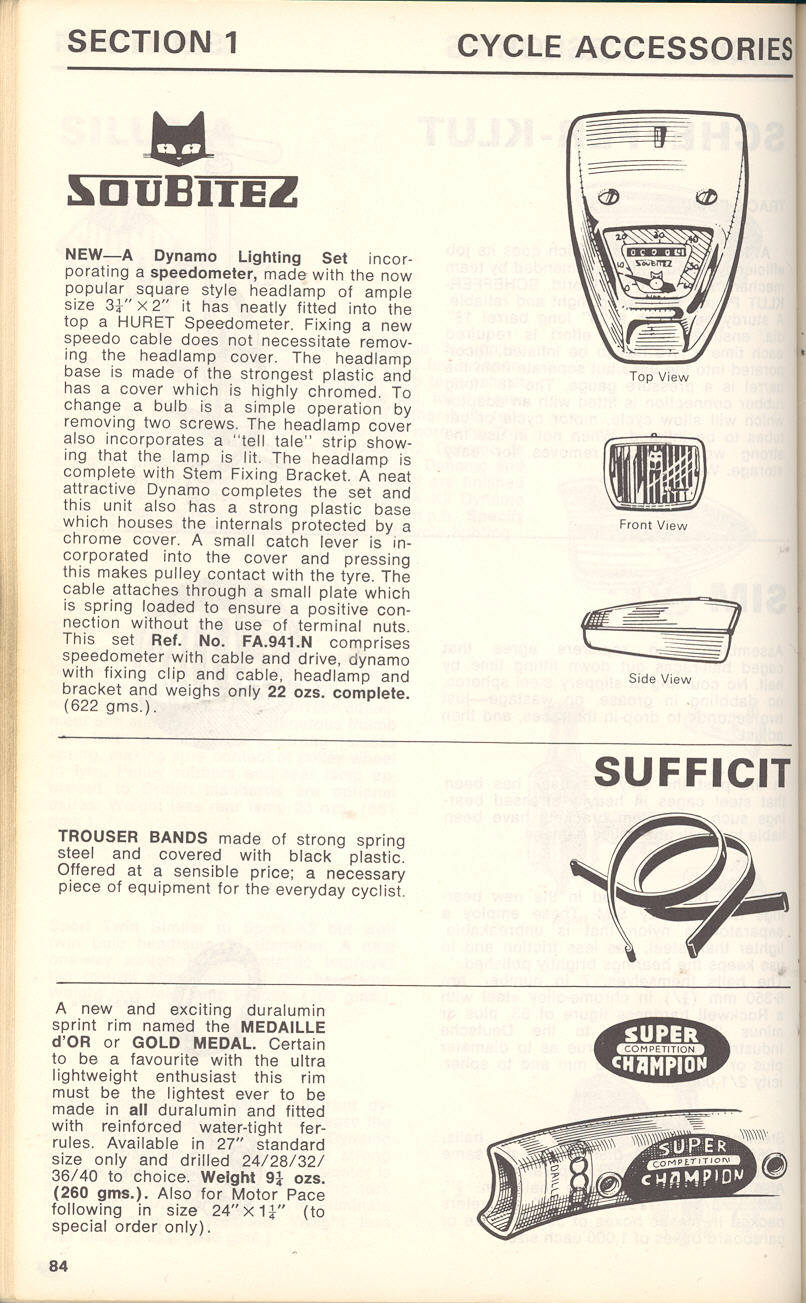 SECTION 1
CYCLE ACCESSORIES
SOUBITEZ
NEW—A Dynamo Lighting Set incor-
porating a speedometer, made with the now
popular square style headlamp of ample
size 3¼″ × 2″ it has neatly fitted into the
top a HURET Speedometer. Fixing a new
speedo cable does not necessitate remov-
ing the headlamp cover. The headlamp
base is made of the strongest plastic and
has a cover which is highly chromed. To
change a bulb is a simple operation by
removing two screws. The headlamp cover
also incorporates a “tell tale” strip show-
ing that the lamp is lit. The headlamp is
complete with Stem Fixing Bracket. A neat
attractive Dynamo completes the set and
this unit also has a strong plastic base
which houses the internals protected by a
chrome cover. A small catch lever is in-
corporated into the cover and pressing
this makes pulley contact with the tyre. The
cable attaches through a small plate which
is spring loaded to ensure a positive con-
nection without the use of terminal nuts.
This set Ref. No. FA.941.N comprises
speedometer with cable and drive, dynamo
with fixing clip and cable, headlamp and
bracket and weighs only 22 ozs. complete.
(622 gms.).
20 30 40
SOUBITEZ
Top View
Front View
Side View
SUFFICIT
TROUSER BANDS made of strong spring
steel and covered with black plastic.
Offered at a sensible price; a necessary
piece of equipment for the everyday cyclist.
A new and exciting duralumin
sprint rim named the MEDAILLE
d'OR or GOLD MEDAL. Certain
to be a favourite with the ultra
lightweight enthusiast this rim
must be the lightest ever to be
made in all duralumin and fitted
with reinforced water-tight fer-
rules. Available in 27″ standard
size only and drilled 24/28/32/
36/40 to choice. Weight 9¼ ozs.
(260 gms.). Also for Motor Pace
following in size 24″ × 1¼″ (to
special order only).
SUPER
COMPETITION
CHAMPION
SUPER
COMPETITION
CHAMPION
84